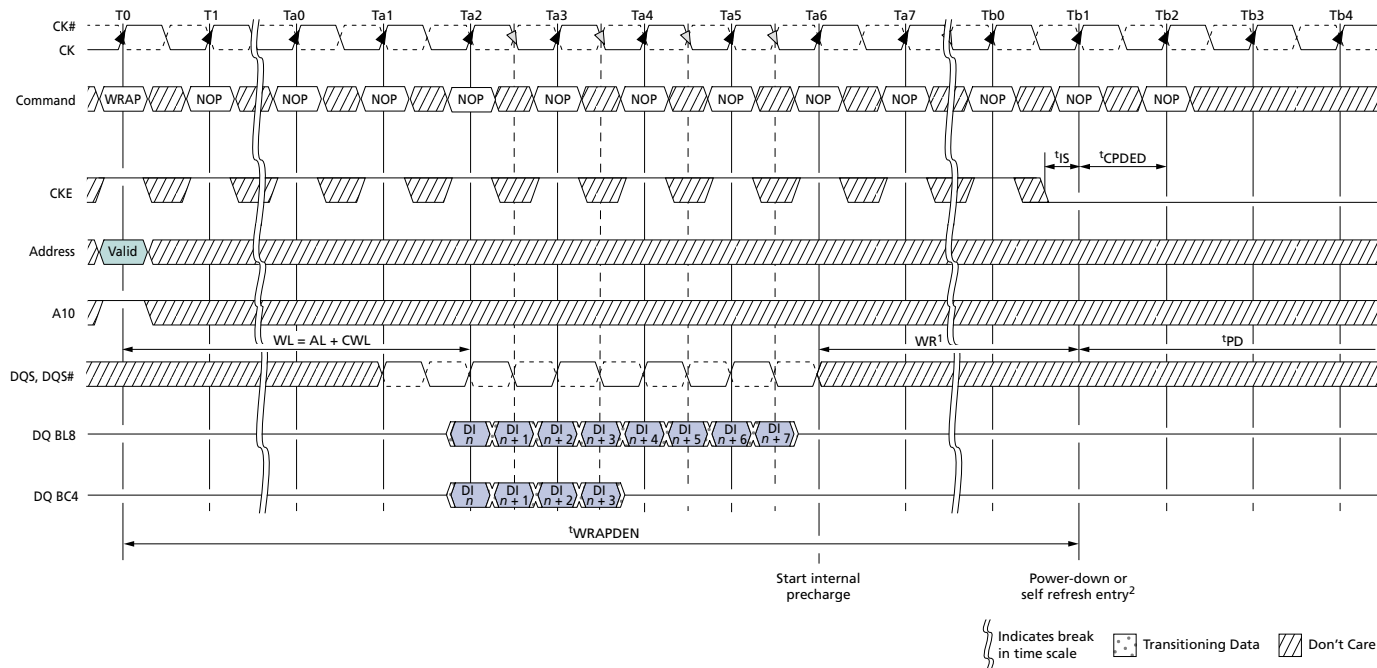 T0 T1 Ta0 Ta1 Ta2 Ta3 Ta4 Ta5 Ta6 Ta7 Tb0 Tb1 Tb2 Tb3 Tb4
CK#
CK
Command WRAP NOP NOP NOP NOP NOP NOP NOP NOP NOP NOP NOP NOP
tIS tCPDED
CKE
Address Valid
A10
WL = AL + CWL WR1 tPD
DQS, DQS#
DQ BL8 DI n DI n + 1 DI n + 2 DI n + 3 DI n + 4 DI n + 5 DI n + 6 DI n + 7
DQ BC4 DI n DI n + 1 DI n + 2 DI n + 3
tWRAPDEN
Start internal
precharge
Power-down or
self refresh entry2
Indicates break
in time scale
Transitioning Data
Don't Care